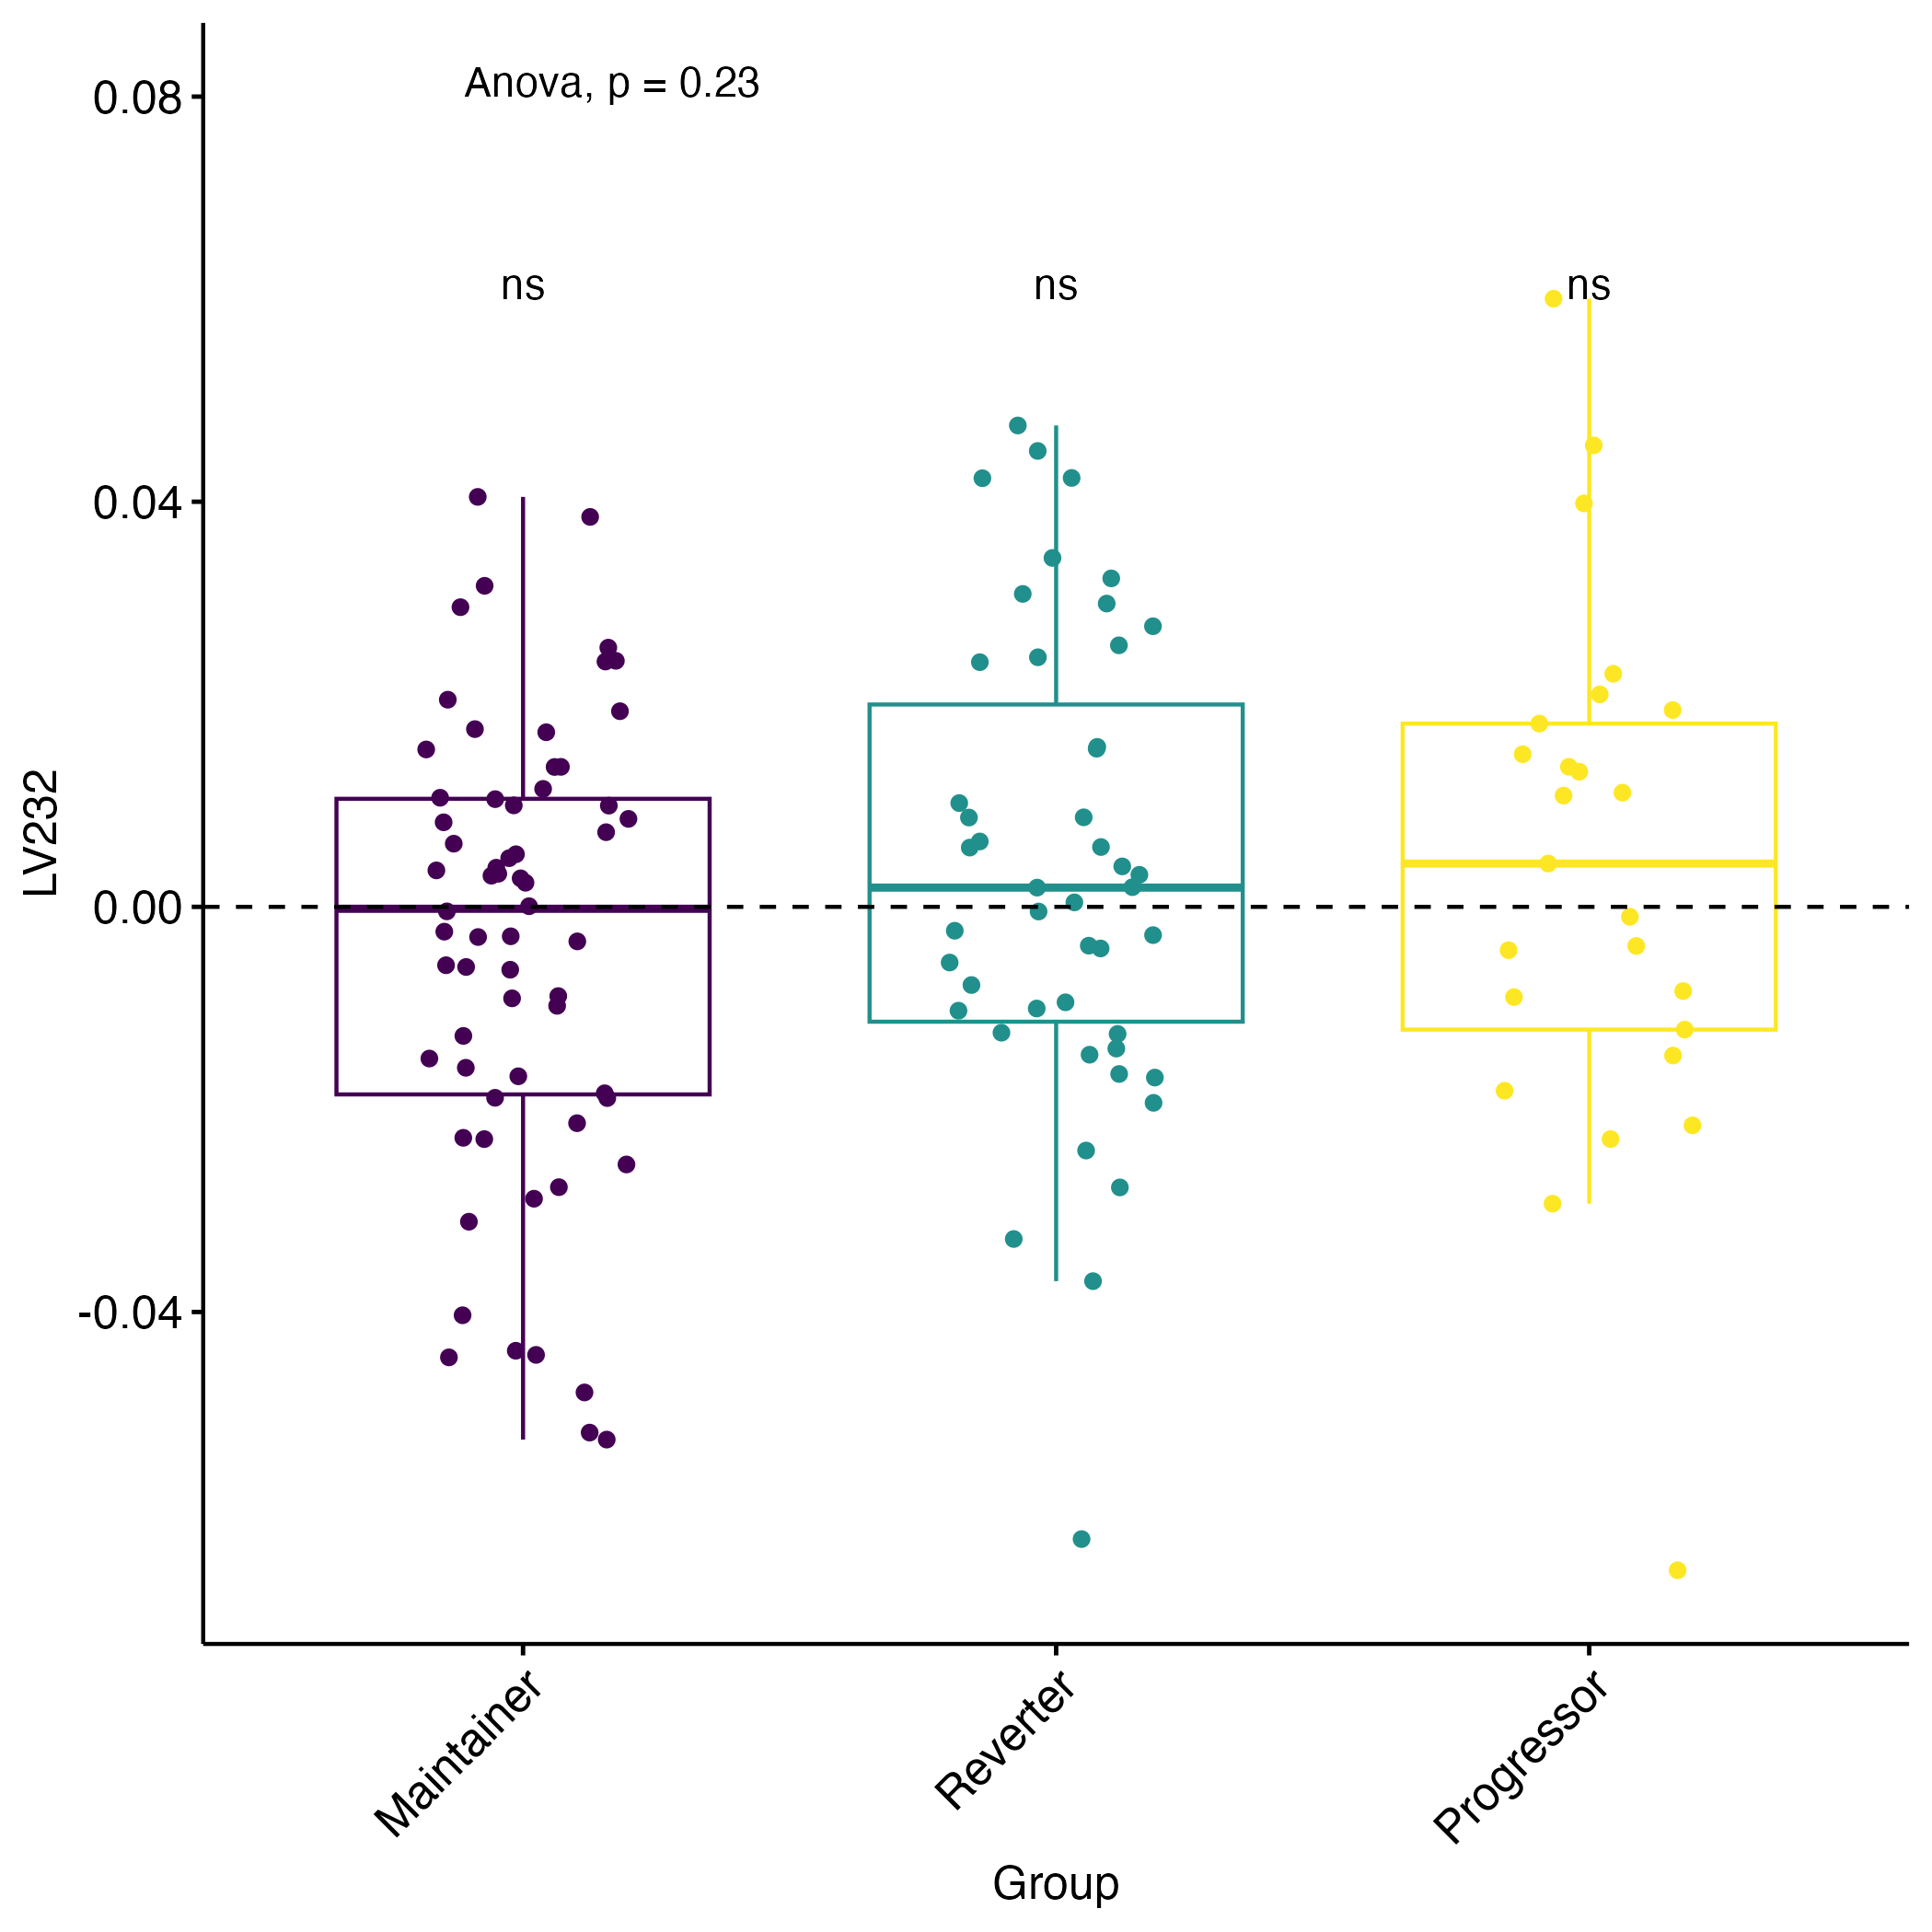 Anova, p = 0.23
ns ns ns
0.08
0.04
0.00
-0.04
LV232
Maintainer
Reverter
Progressor
Group